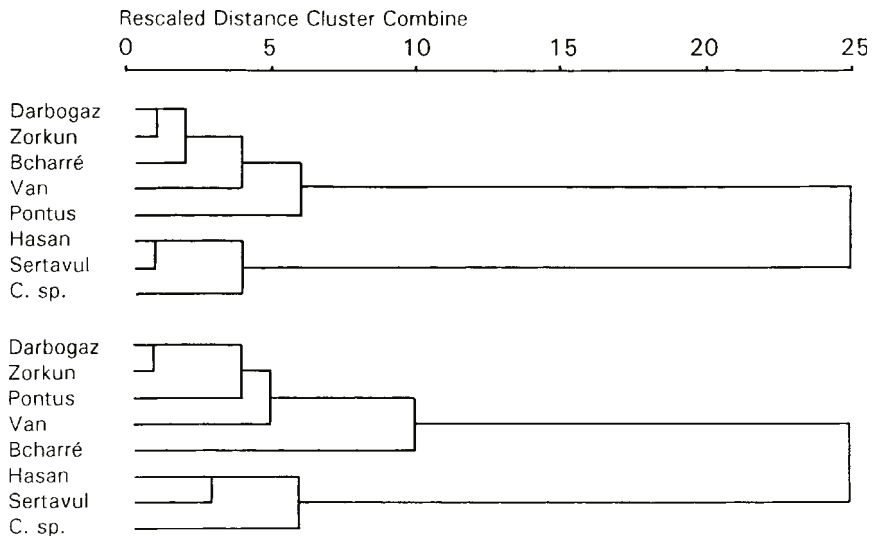 Rescaled Distance Cluster Combine
0 5 10 15 20 25
Darbogaz
Zorkun
Bcharré
Van
Pontus
Hasan
Sertavul
C. sp.
Darbogaz
Zorkun
Pontus
Van
Bcharré
Hasan
Sertavul
C. sp.